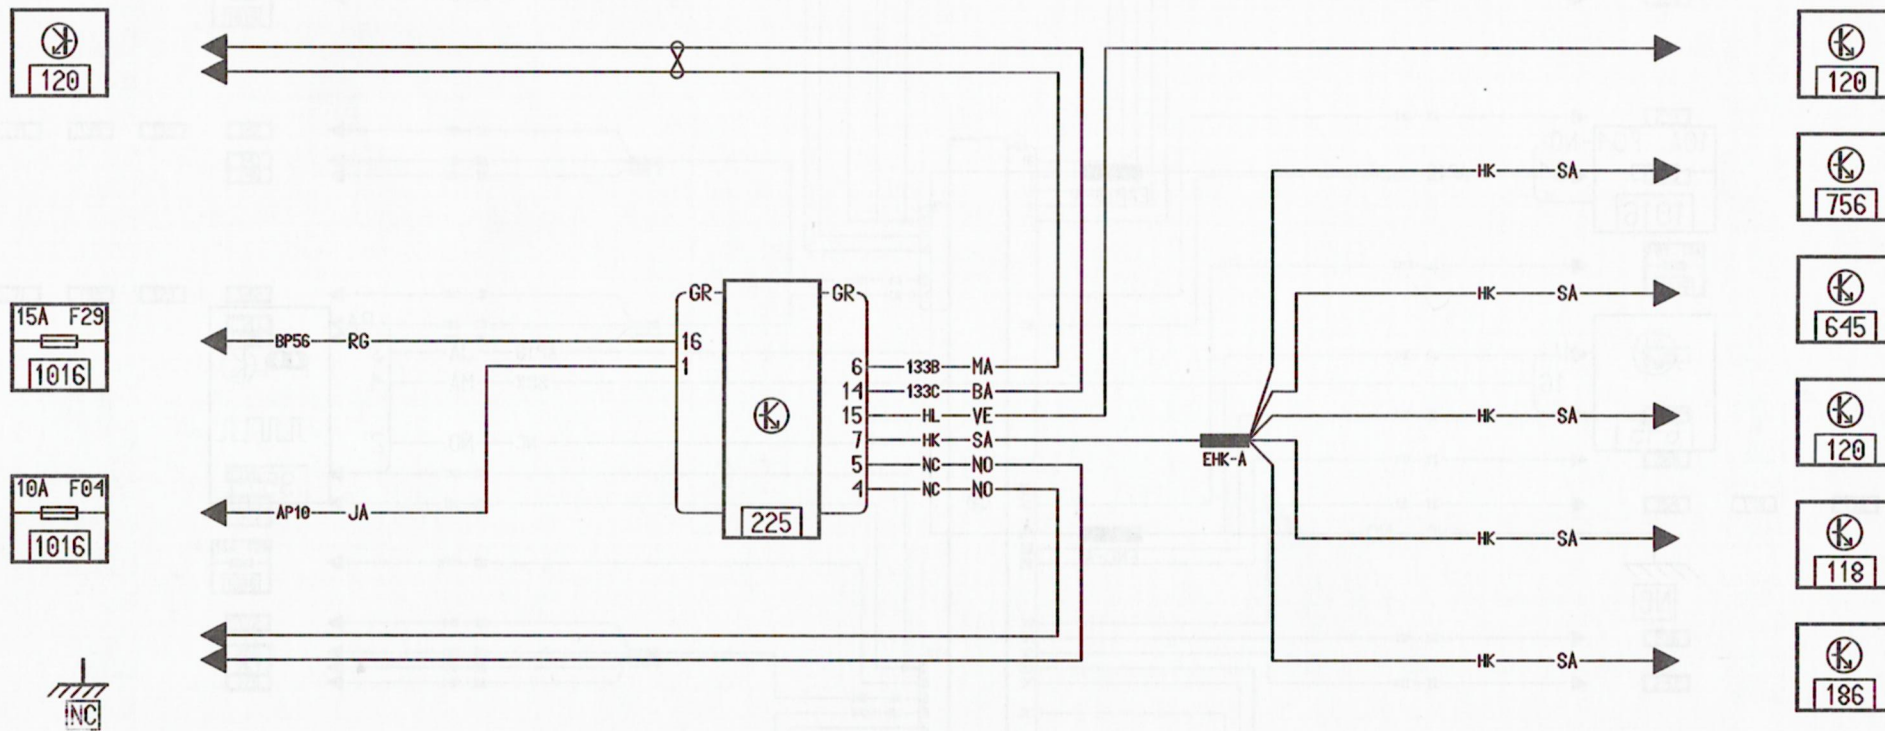 120
120
HK SA
756
15A F29
1016
GR GR
HK SA
645
BP56 RG 16
1
6 133B MA
14 133C BA
15 HL VE
HK SA
120
7 HK SA
EHK-A
5 NC NO
10A F04
1016
AP10 JA
4 NC NO
225
HK SA
118
NC
HK SA
186